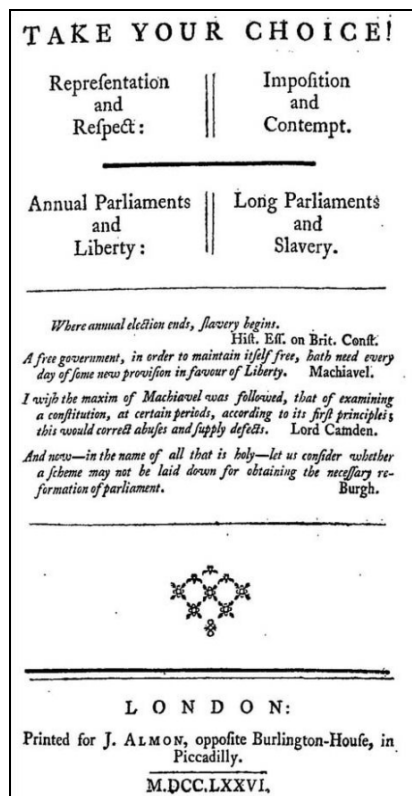 TAKE YOUR CHOICE!
Repreſentation
and
Reſpect:
Impoſition
and
Contempt.
Annual Parliaments
and
Liberty:
Long Parliaments
and
Slavery.
Where annual election ends, ſlavery begins.
Hiſt. Eſſ. on Brit. Conſt.
A free government, in order to maintain itſelf free, hath need every
day of ſome new proviſion in favour of Liberty. Machiavel.
I wiſh the maxim of Machiavel was followed, that of examining
a conſtitution, at certain periods, according to its firſt principles;
this would correct abuſes and ſupply defects. Lord Camden.
And now—in the name of all that is holy—let us conſider whether
a ſcheme may not be laid down for obtaining the neceſſary re-
formation of parliament. Burgh.
LONDON:
Printed for J. ALMON, oppoſite Burlington-Houſe, in
Piccadilly.
M.DCC.LXXVI.